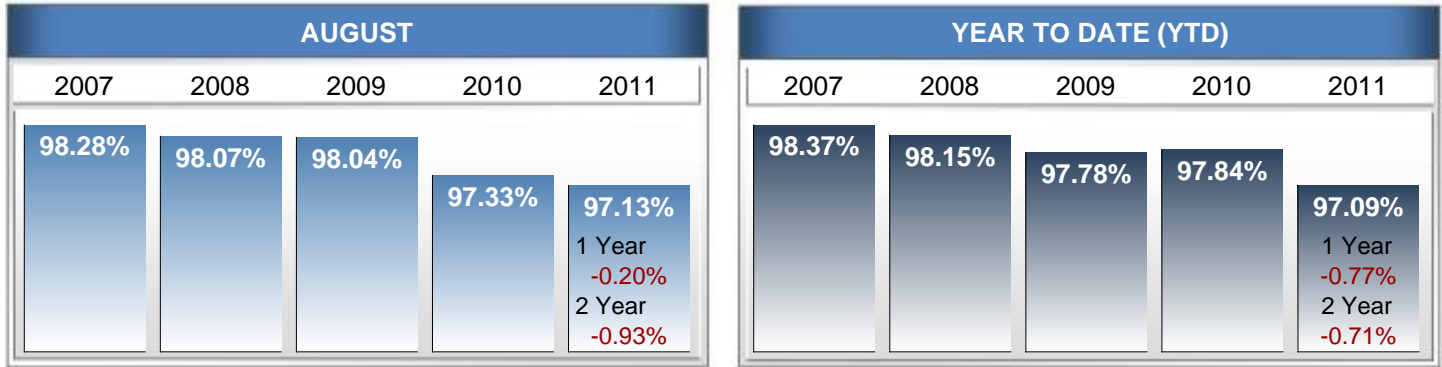 AUGUST
2007 2008 2009 2010 2011
98.28% 98.07% 98.04% 97.33% 97.13%
1 Year
-0.20%
2 Year
-0.93%
YEAR TO DATE (YTD)
2007 2008 2009 2010 2011
98.37% 98.15% 97.78% 97.84% 97.09%
1 Year
-0.77%
2 Year
-0.71%